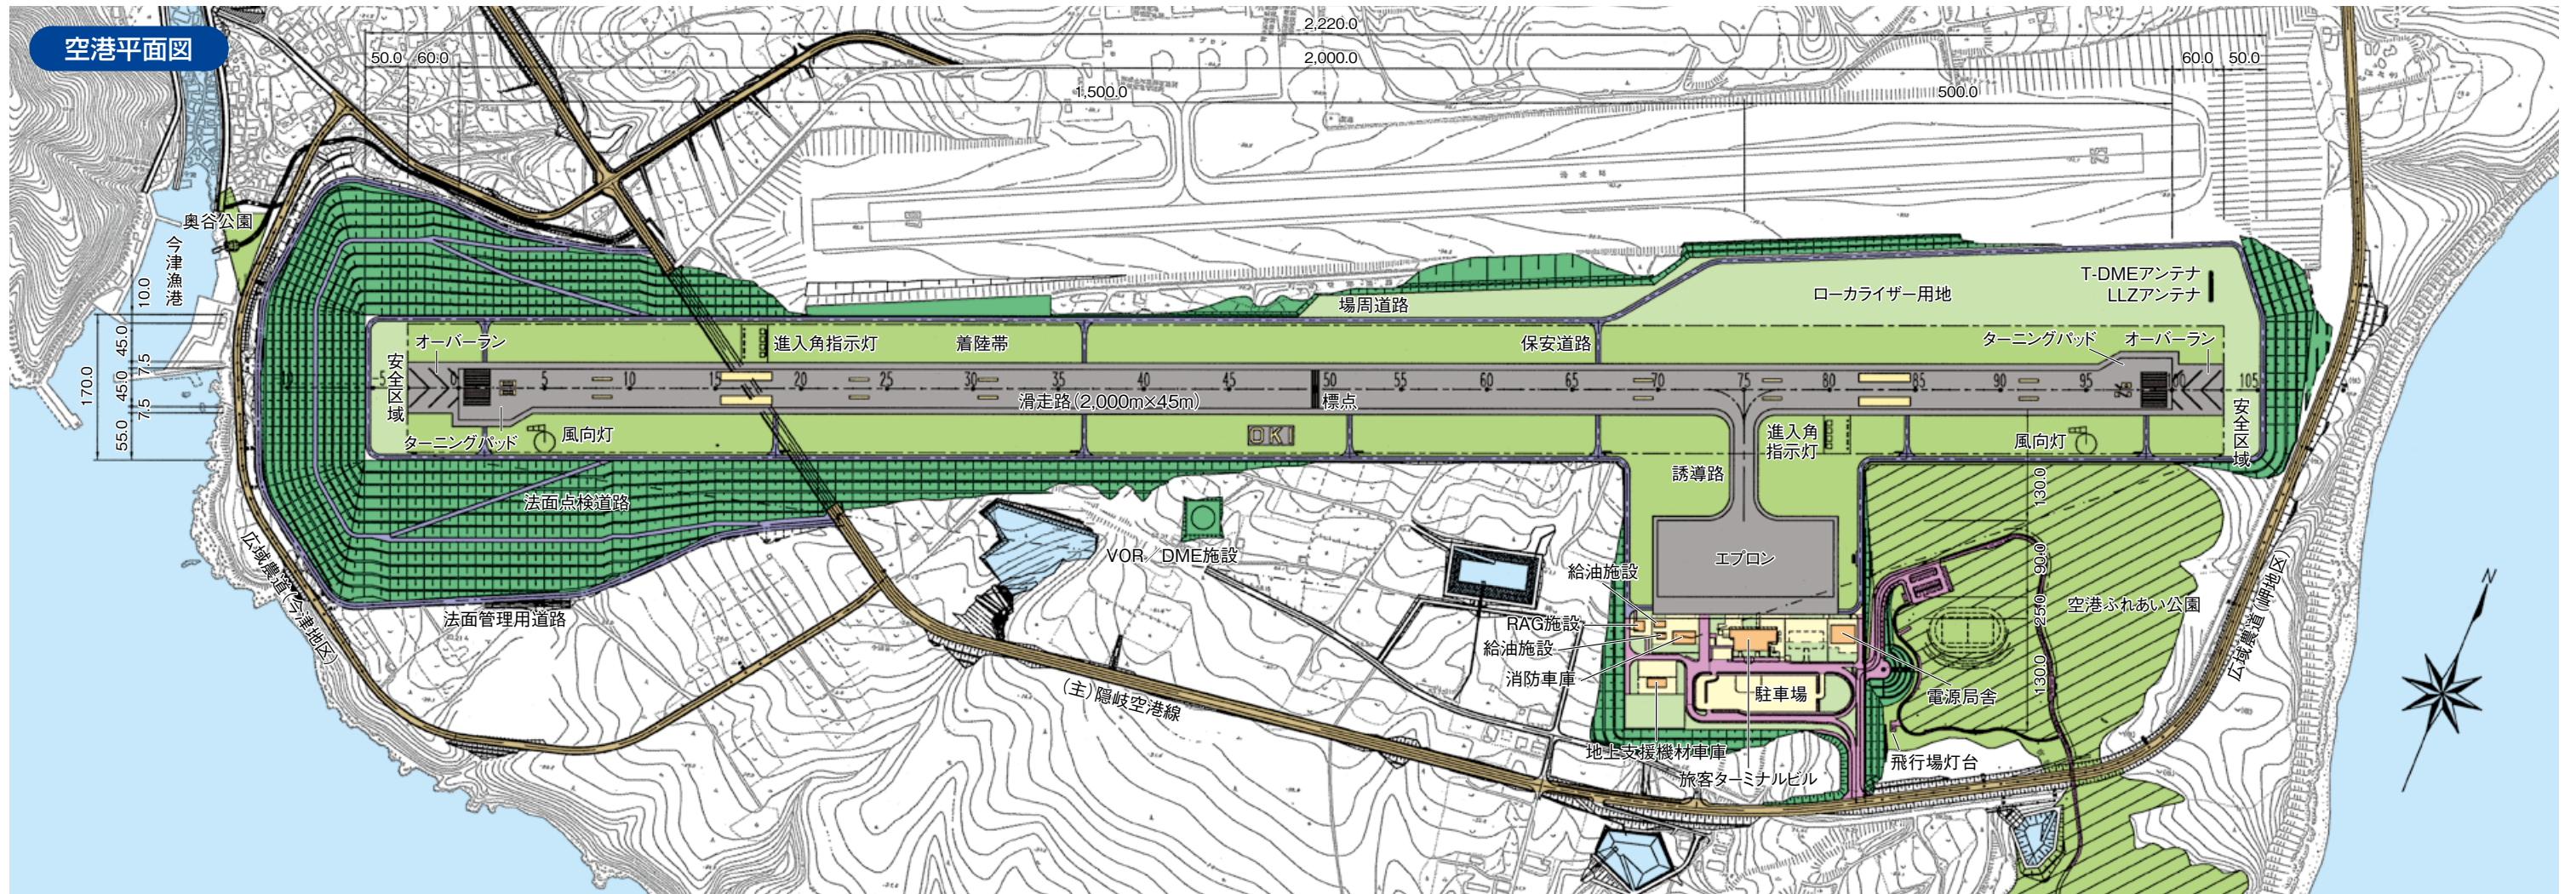 空港平面図
2,220.0
50.0
60.0
2,000.0
60.0
50.0
1,500.0
500.0
奥谷公園
今津漁港
10.0
45.0
7.5
45.0
7.5
55.0
170.0
場周道路
ローカライザー用地
T-DMEアンテナ
LLZアンテナ
オーバーラン
進入角指示灯
着陸帯
保安道路
ターニングパッド
オーバーラン
安全区域
5
0
5
10
15
20
25
30
35
40
45
50
55
60
65
70
75
80
85
90
95
100
105
滑走路(2,000m×45m)
標点
安全区域
ターニングパッド
風向灯
OKI
進入角
指示灯
風向灯
誘導路
130.0
法面点検道路
VOR/DME施設
エプロン
給油施設
90.0
広域農道(今津地区)
法面管理用道路
RAG施設
給油施設
消防車庫
25.0
空港ふれあい公園
広域農道(岬地区)
130.0
(主)隠岐空港線
駐車場
電源局舎
地上支援機材車庫
旅客ターミナルビル
飛行場灯台
N